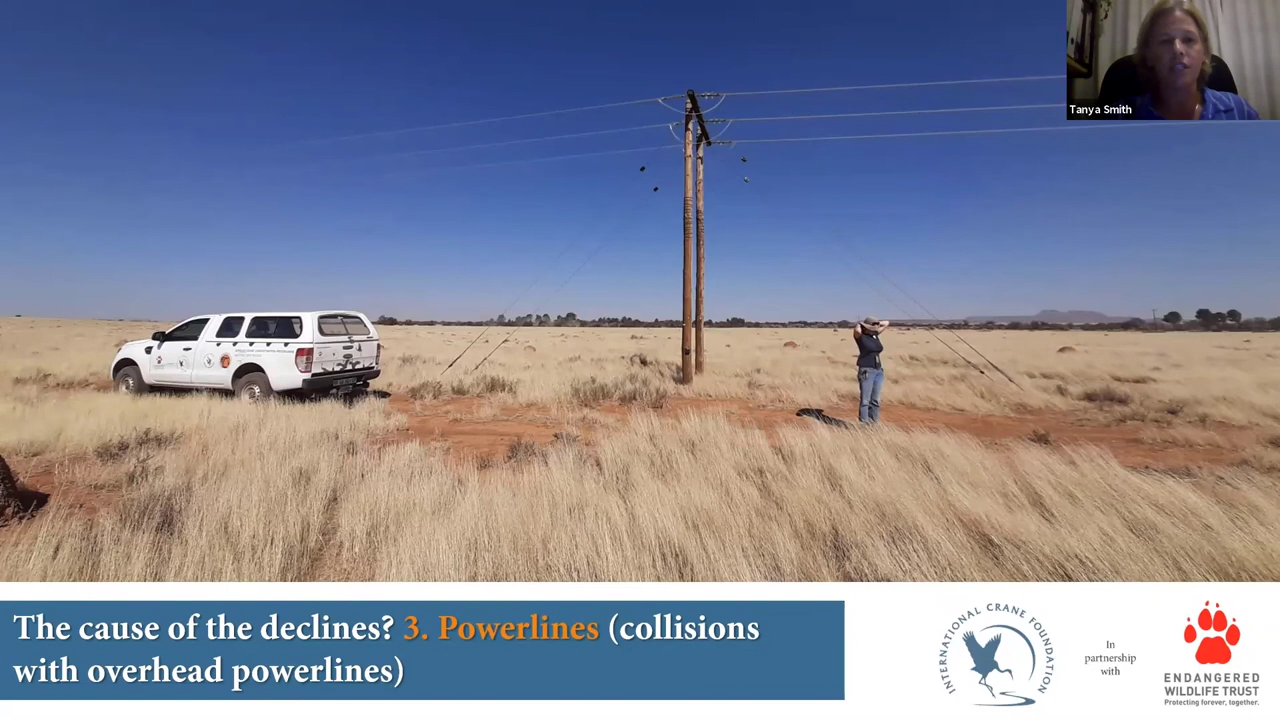 Tanya Smith
The cause of the declines? 3. Powerlines (collisions
with overhead powerlines)
INTERNATIONAL CRANE FOUNDATION
In
partnership
with
ENDANGERED
WILDLIFE TRUST
Protecting forever, together.